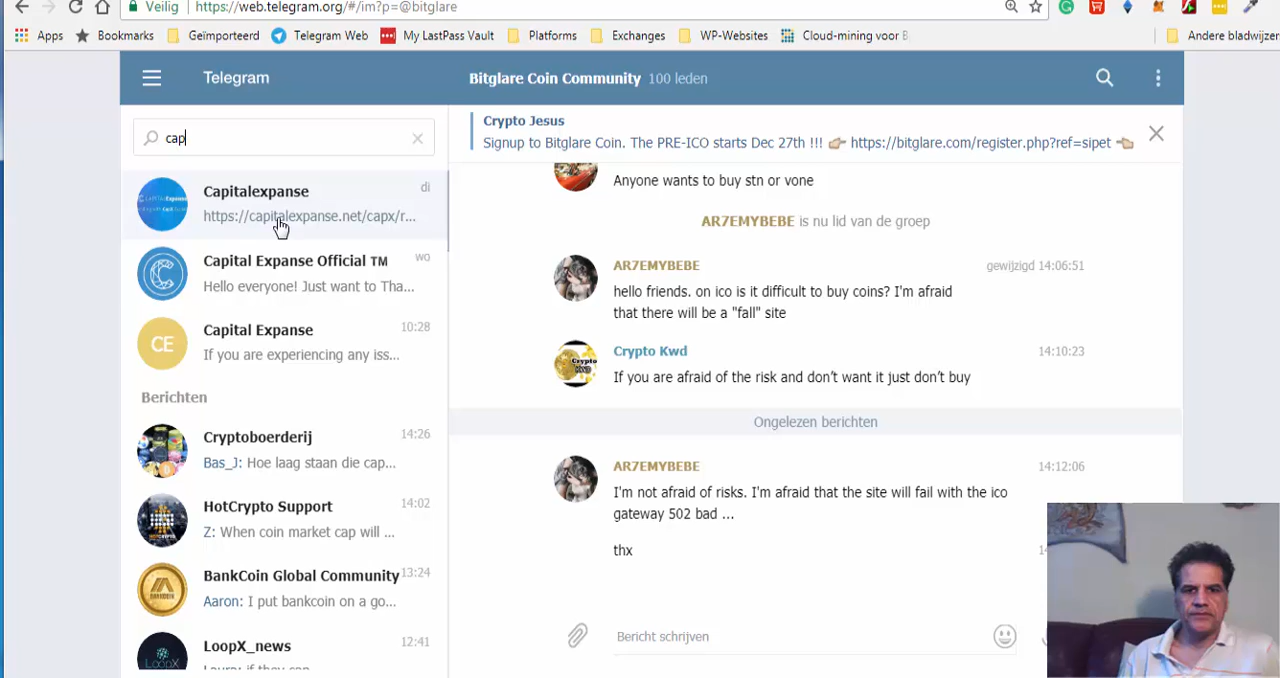 Veilig
https://web.telegram.org/#/im?p=@bitglare
Apps
Bookmarks
Geïmporteerd
Telegram Web
My LastPass Vault
Platforms
Exchanges
WP-Websites
Cloud-mining voor B
Andere bladwijzer
Telegram
Bitglare Coin Community 100 leden
cap
Capitalexpanse
di
https://capitalexpanse.net/capx/r...
Capital Expanse Official ™
wo
Hello everyone! Just want to Tha...
CE
Capital Expanse
10:28
If you are experiencing any iss...
Berichten
Cryptoboerderij
14:26
Bas_J: Hoe laag staan die cap...
HotCrypto Support
14:02
Z: When coin market cap will ...
BankCoin Global Community
13:24
Aaron: I put bankcoin on a go...
LoopX_news
12:41
LoopX
Crypto Jesus
Signup to Bitglare Coin. The PRE-ICO starts Dec 27th !!! 👉 https://bitglare.com/register.php?ref=sipet 👈
Anyone wants to buy stn or vone
AR7EMYBEBE is nu lid van de groep
AR7EMYBEBE
gewijzigd 14:06:51
hello friends. on ico is it difficult to buy coins? I'm afraid
that there will be a "fall" site
Crypto Kwd
14:10:23
If you are afraid of the risk and don't want it just don't buy
Ongelezen berichten
AR7EMYBEBE
14:12:06
I'm not afraid of risks. I'm afraid that the site will fail with the ico
gateway 502 bad ...
thx
Bericht schrijven